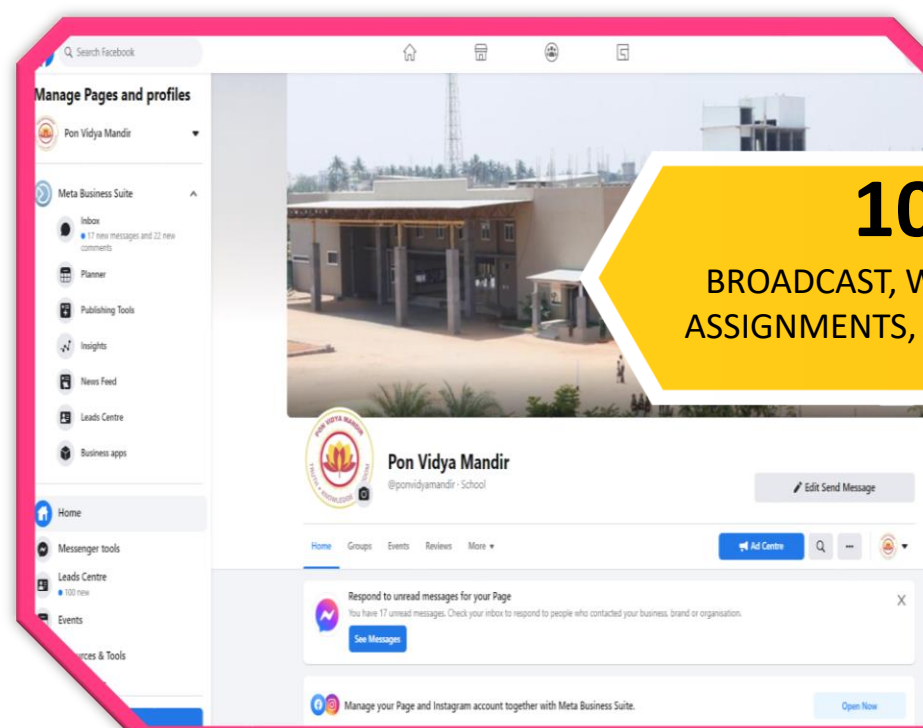 Search Facebook
Manage Pages and profiles
Pon Vidya Mandir
Meta Business Suite
Inbox
17 new messages and 22 new
comments
Planner
Publishing Tools
Insights
News Feed
Leads Centre
Business apps
Home
Messenger tools
Leads Centre
100 new
Events
& Tools
10
BROADCAST,
ASSIGNMENTS,
PON VIDYA MANDIR
TRUTH • KNOWLEDGE
Pon Vidya Mandir
@ponvidyamandir · School
Edit Send Message
Home Groups Events Reviews More
Ad Centre
Respond to unread messages for your Page
You have 17 unread messages. Check your inbox to respond to people who contacted your business, brand or organisation.
See Messages
Manage your Page and Instagram account together with Meta Business Suite.
Open Now